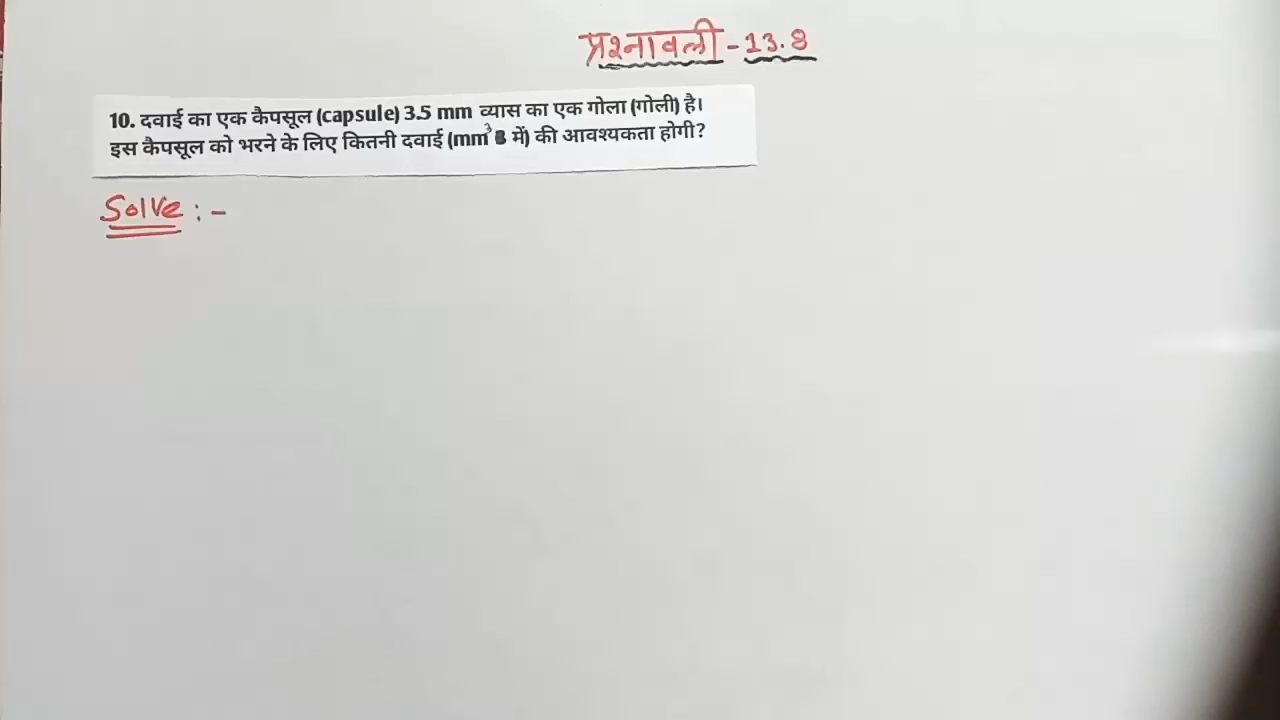 प्रश्नावली - 13.8
10. दवाई का एक कैपसूल (capsule) 3.5 mm व्यास का एक गोला (गोली) है।
इस कैपसूल को भरने के लिए कितनी दवाई (mm³ 8 में) की आवश्यकता होगी?
Solve : -